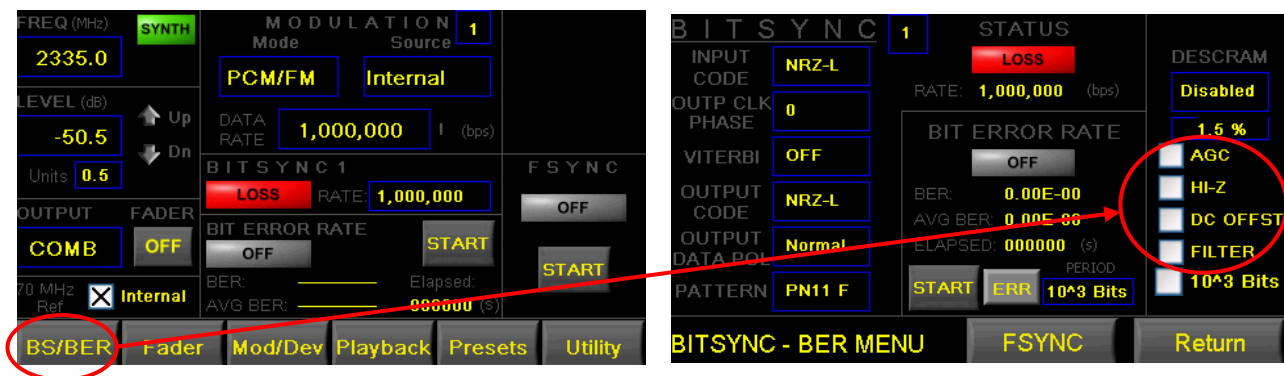 FREQ (MHz)
SYNTH
2335.0
MODULATION 1
Mode Source
PCM/FM Internal
LEVEL (dB)
-50.5
Up
Dn
Units 0.5
DATA RATE 1,000,000 I (bps)
BITSYNC 1
LOSS RATE: 1,000,000
FSYNC
OFF
START
OUTPUT FADER
COMB OFF
BIT ERROR RATE
OFF START
BER: Elapsed:
AVG BER: 000000 (S)
70 MHz Ref Internal
BS/BER Fader Mod/Dev Playback Presets Utility
BITSYNC 1
INPUT CODE NRZ-L
OUTP CLK PHASE 0
VITERBI OFF
OUTPUT CODE NRZ-L
OUTPUT DATA POL Normal
PATTERN PN11 F
STATUS
LOSS
RATE: 1,000,000 (bps)
BIT ERROR RATE
OFF
BER: 0.00E-00
AVG BER: 0.00E-00
ELAPSED: 000000 (s)
PERIOD
START ERR 10^3 Bits
DESCRAM
Disabled
1.5 %
AGC
HI-Z
DC OFFST
FILTER
10^3 Bits
BITSYNC - BER MENU FSYNC Return